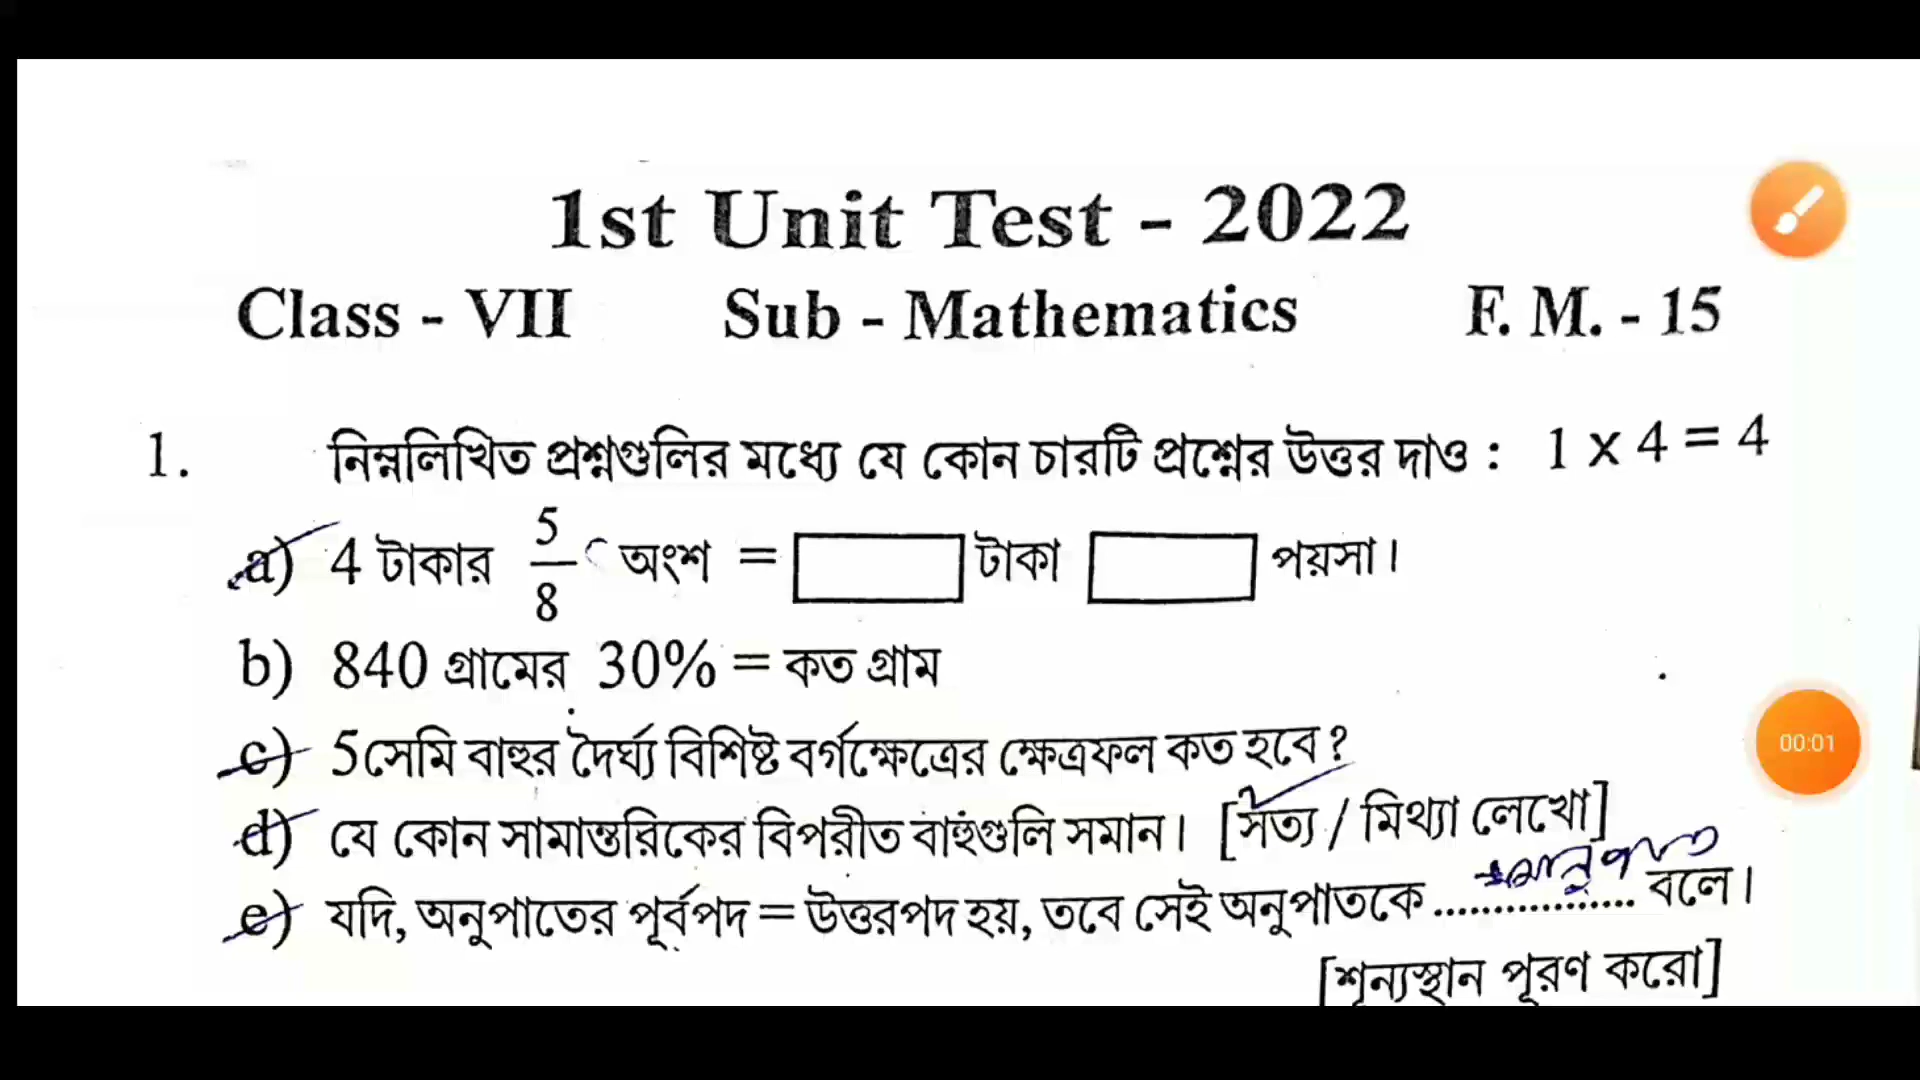 1st Unit Test - 2022
Class - VII Sub - Mathematics F. M. - 15
1. নিম্নলিখিত প্রশ্নগুলির মধ্যে যে কোন চারটি প্রশ্নের উত্তর দাও : 1 x 4 = 4
a) 4 টাকার 5/8 অংশ = টাকা পয়সা।
b) 840 গ্রামের 30% = কত গ্রাম
00:01
c) 5সেমি বাহুর দৈর্ঘ্য বিশিষ্ট বর্গক্ষেত্রের ক্ষেত্রফল কত হবে ?
d) যে কোন সামান্তরিকের বিপরীত বাহুগুলি সমান। [সত্য / মিথ্যা লেখো]
e) যদি, অনুপাতের পূর্বপদ = উত্তরপদ হয়, তবে সেই অনুপাতকে ................. বলে।
[শূন্যস্থান পূরণ করো]